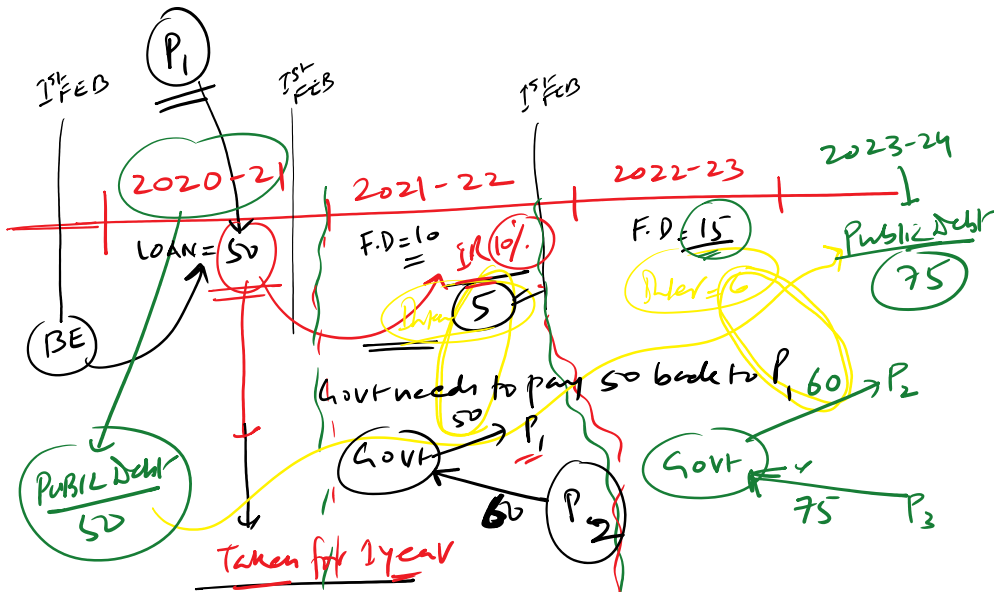 P1
1st FEB
1st FEB
1st FEB
2020-21
2021-22
2022-23
2023-24
LOAN = 50
F.D = 10
IR 10%
F.D = 15
Public Debt
75
5
Inter = 6
BE
Govt needs to pay 50 back to P1
60
P2
50
Govt
P1
Govt
Public Debt
50
60
P2
75
P3
Taken for 1 year